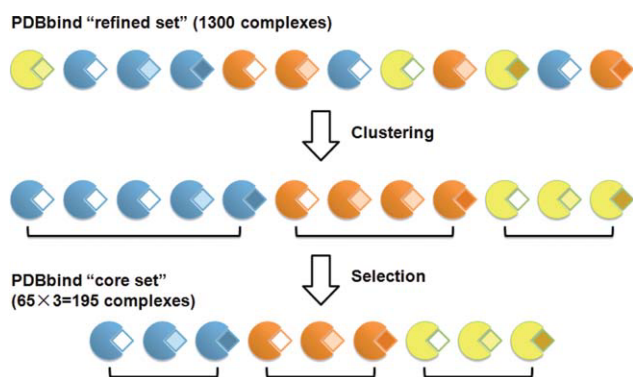 PDBbind “refined set” (1300 complexes)
Clustering
Selection
PDBbind “core set”
(65×3=195 complexes)